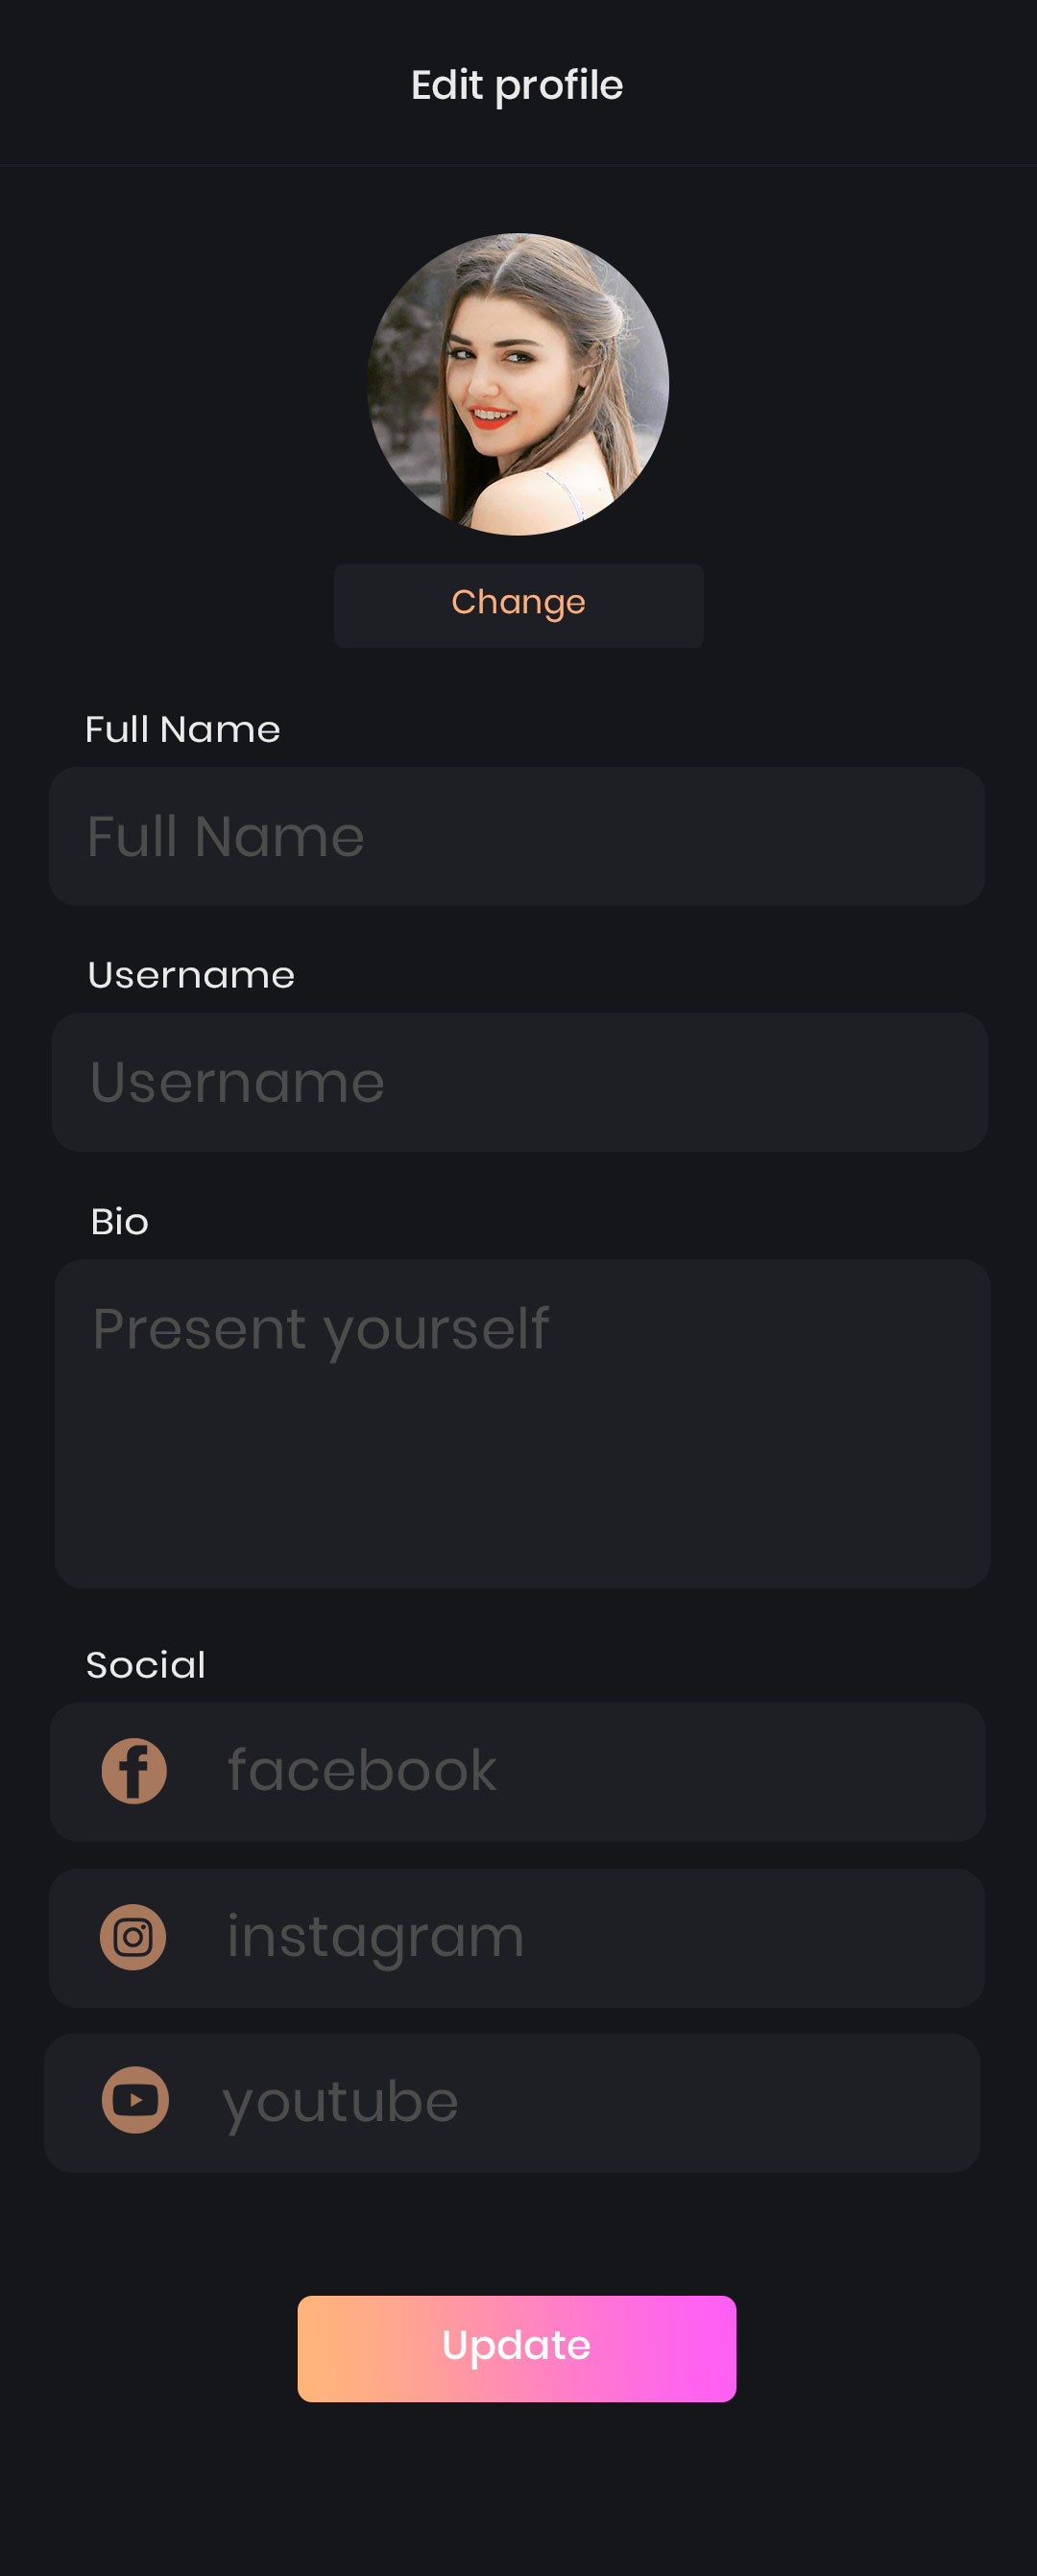 Edit profile
Change
Full Name
Full Name
Username
Username
Bio
Present yourself
Social
facebook
instagram
youtube
Update